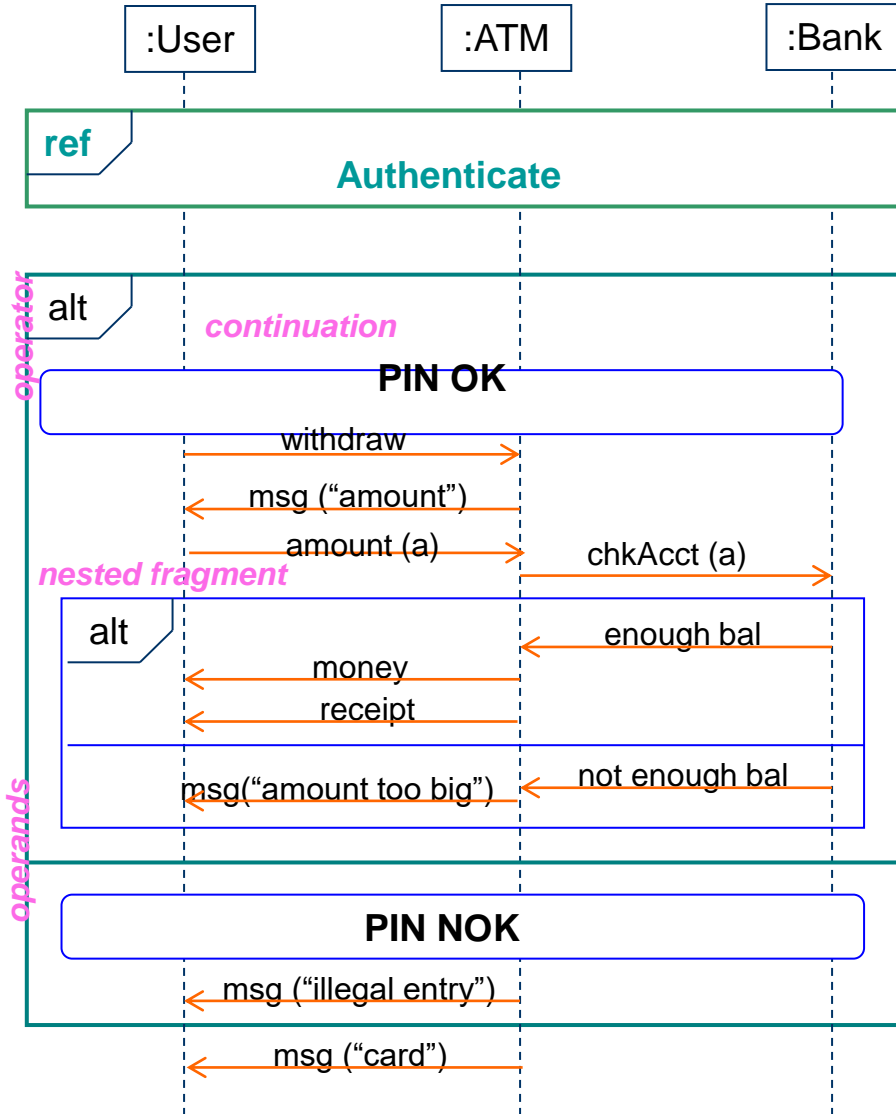 :User
:ATM
:Bank
ref
Authenticate
operator
alt
continuation
PIN OK
withdraw
msg (“amount”)
amount (a)
chkAcct (a)
nested fragment
alt
enough bal
money
receipt
operands
not enough bal
msg(“amount too big”)
PIN NOK
msg (“illegal entry”)
msg (“card”)